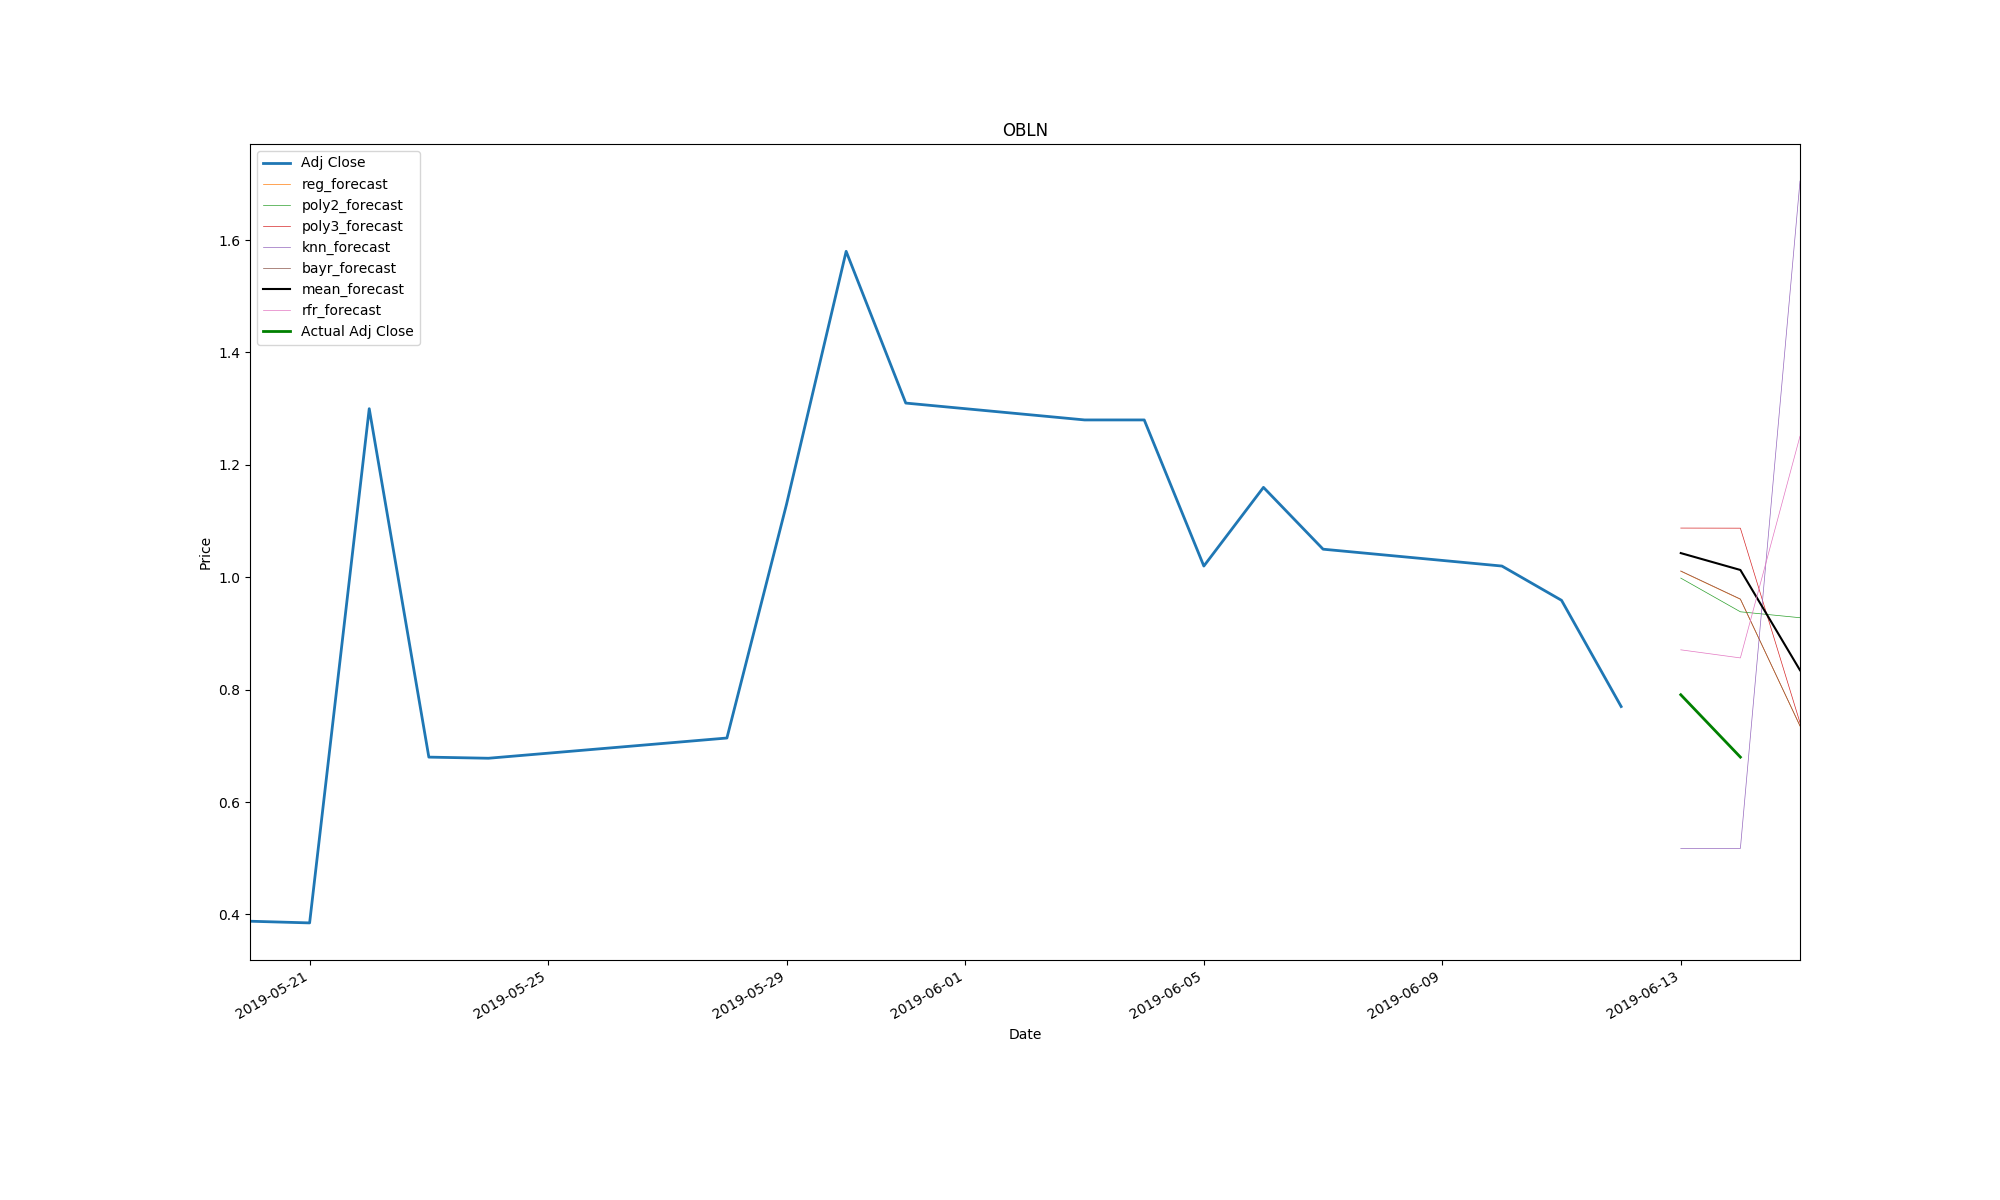 OBLN
Adj Close
reg_forecast
poly2_forecast
poly3_forecast
knn_forecast
bayr_forecast
mean_forecast
rfr_forecast
Actual Adj Close
1.6
1.4
1.2
1.0
0.8
0.6
0.4
Price
2019-05-21
2019-05-25
2019-05-29
2019-06-01
2019-06-05
2019-06-09
2019-06-13
Date